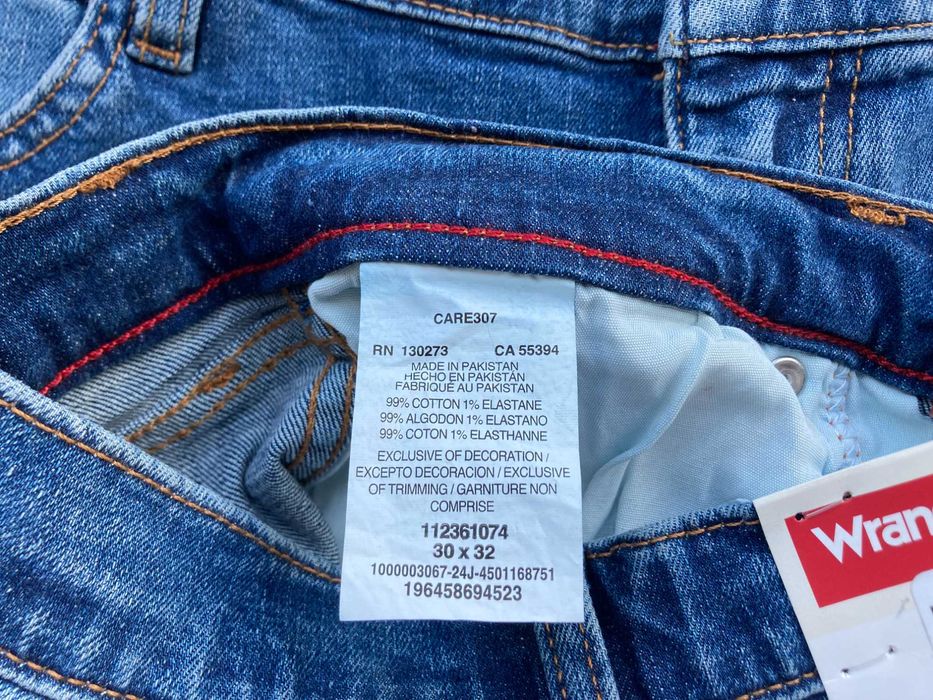 CARE307
RN 130273 CA 55394
MADE IN PAKISTAN
HECHO EN PAKISTÁN
FABRIQUÉ AU PAKISTAN
99% COTTON 1% ELASTANE
99% ALGODON 1% ELASTANO
99% COTON 1% ELASTHANNE
EXCLUSIVE OF DECORATION /
EXCEPTO DECORACION / EXCLUSIVE
OF TRIMMING / GARNITURE NON
COMPRISE
112361074
30 x 32
1000003067-24J-4501168751
196458694523
Wran